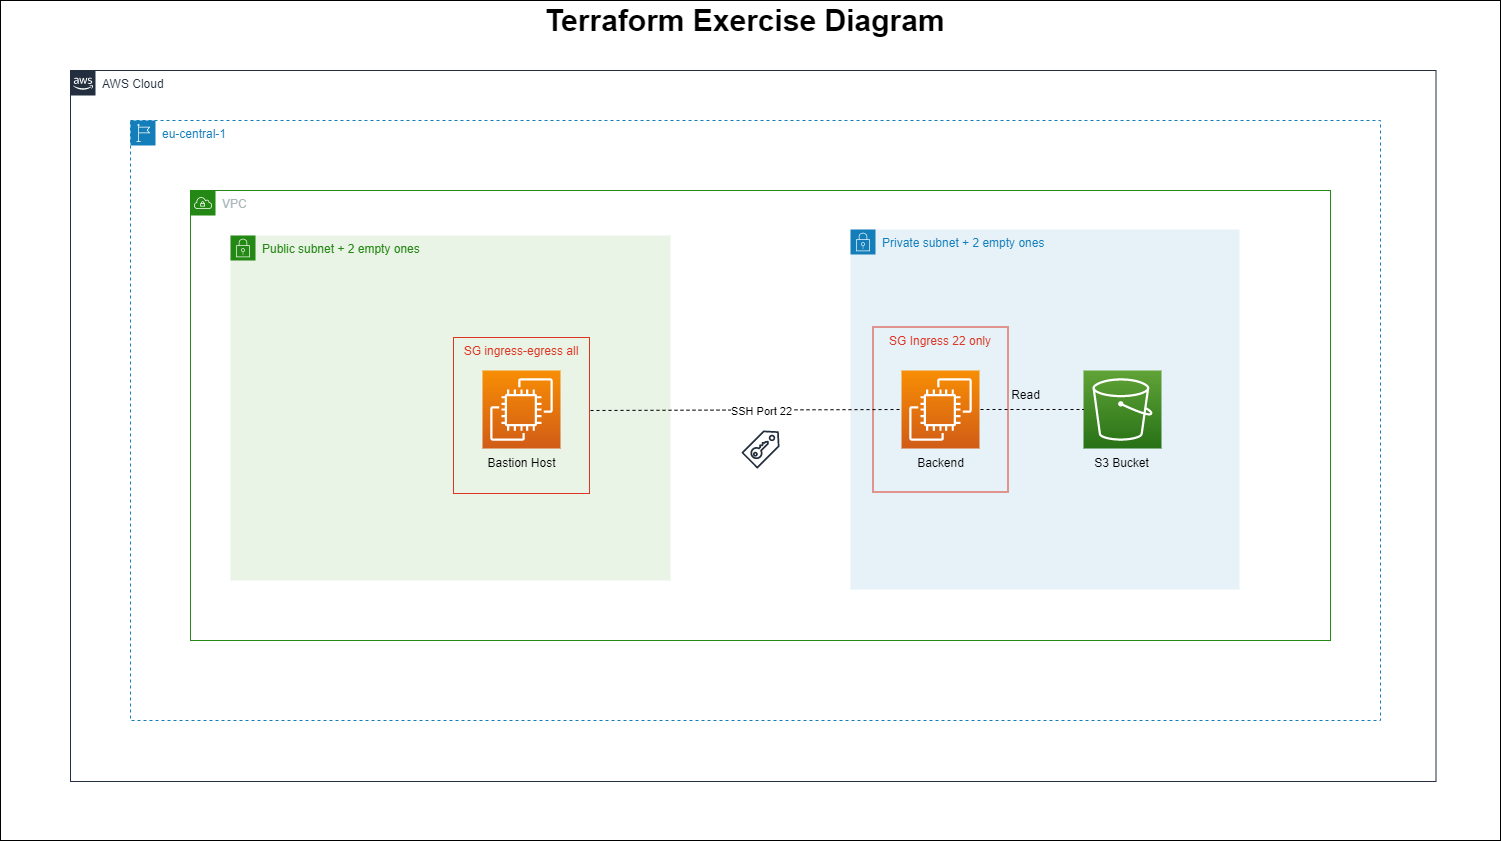 Terraform Exercise Diagram
aws
AWS Cloud
eu-central-1
VPC
Public subnet + 2 empty ones
Private subnet + 2 empty ones
SG ingress-egress all
SG Ingress 22 only
Read
SSH Port 22
Bastion Host
Backend
S3 Bucket